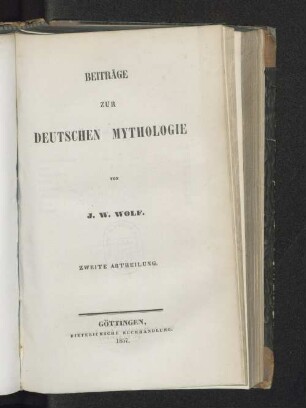 BEITRÄGE
ZUR
DEUTSCHEN MYTHOLOGIE
VON
J. W. WOLF.
ZWEITE ABTHEILUNG.
GÖTTINGEN,
DIETERICHSCHE BUCHHANDLUNG.
1857.